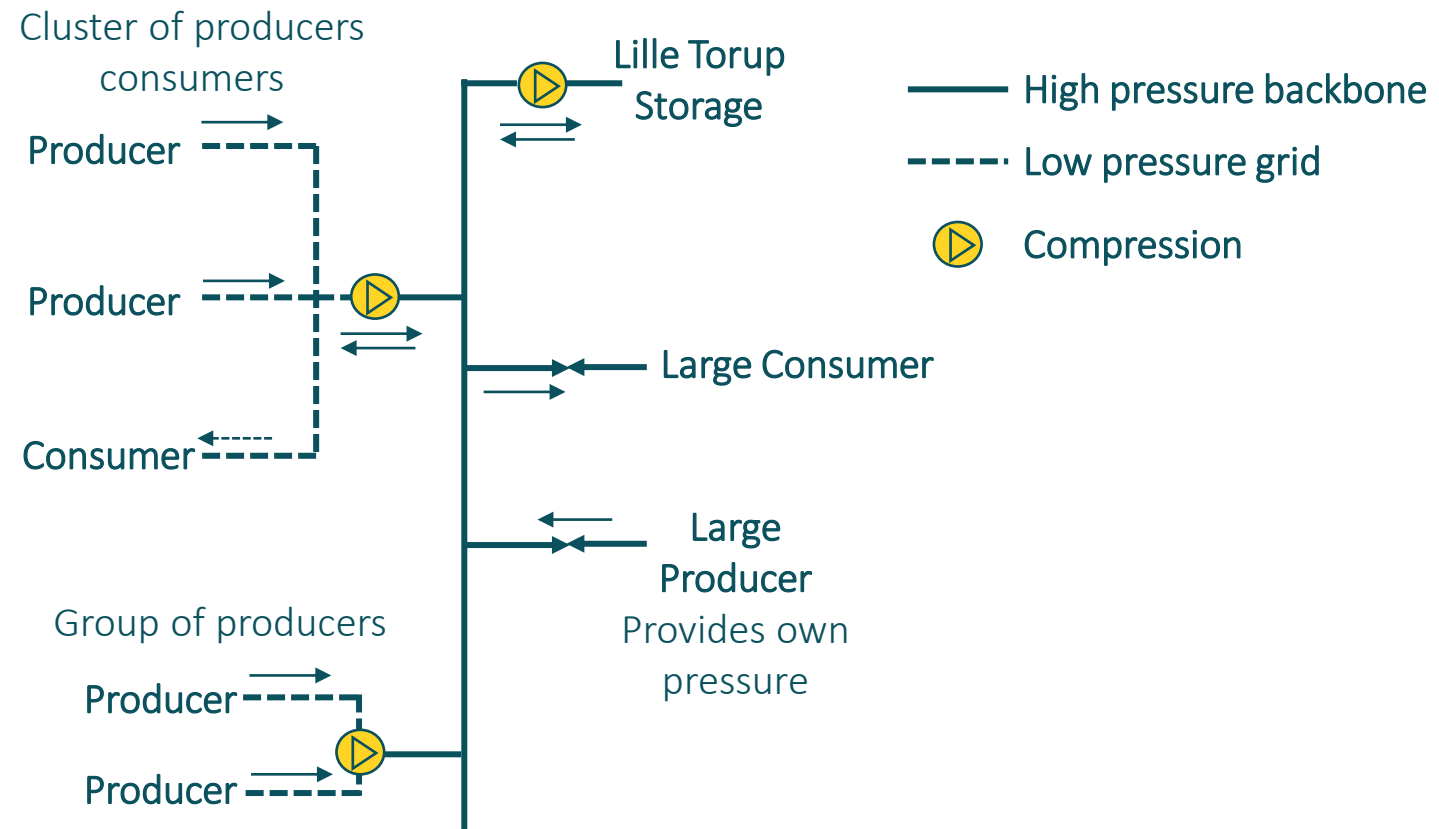 Cluster of producers
consumers
Producer
Producer
Consumer
Group of producers
Producer
Producer
Lille Torup
Storage
Large Consumer
Large
Producer
Provides own
pressure
High pressure backbone
Low pressure grid
Compression